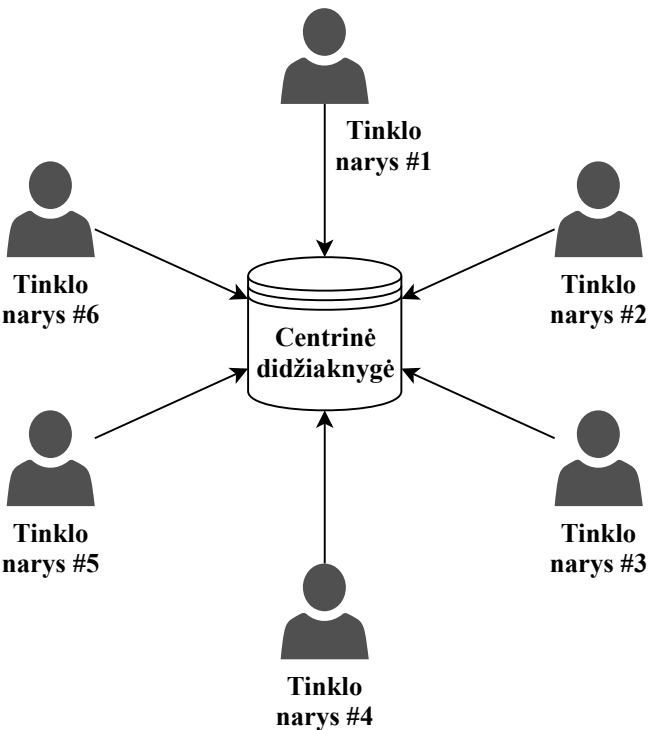 Tinklo
narys #1
Tinklo
narys #6
Tinklo
narys #2
Centrinė
didžiaknygė
Tinklo
narys #5
Tinklo
narys #3
Tinklo
narys #4